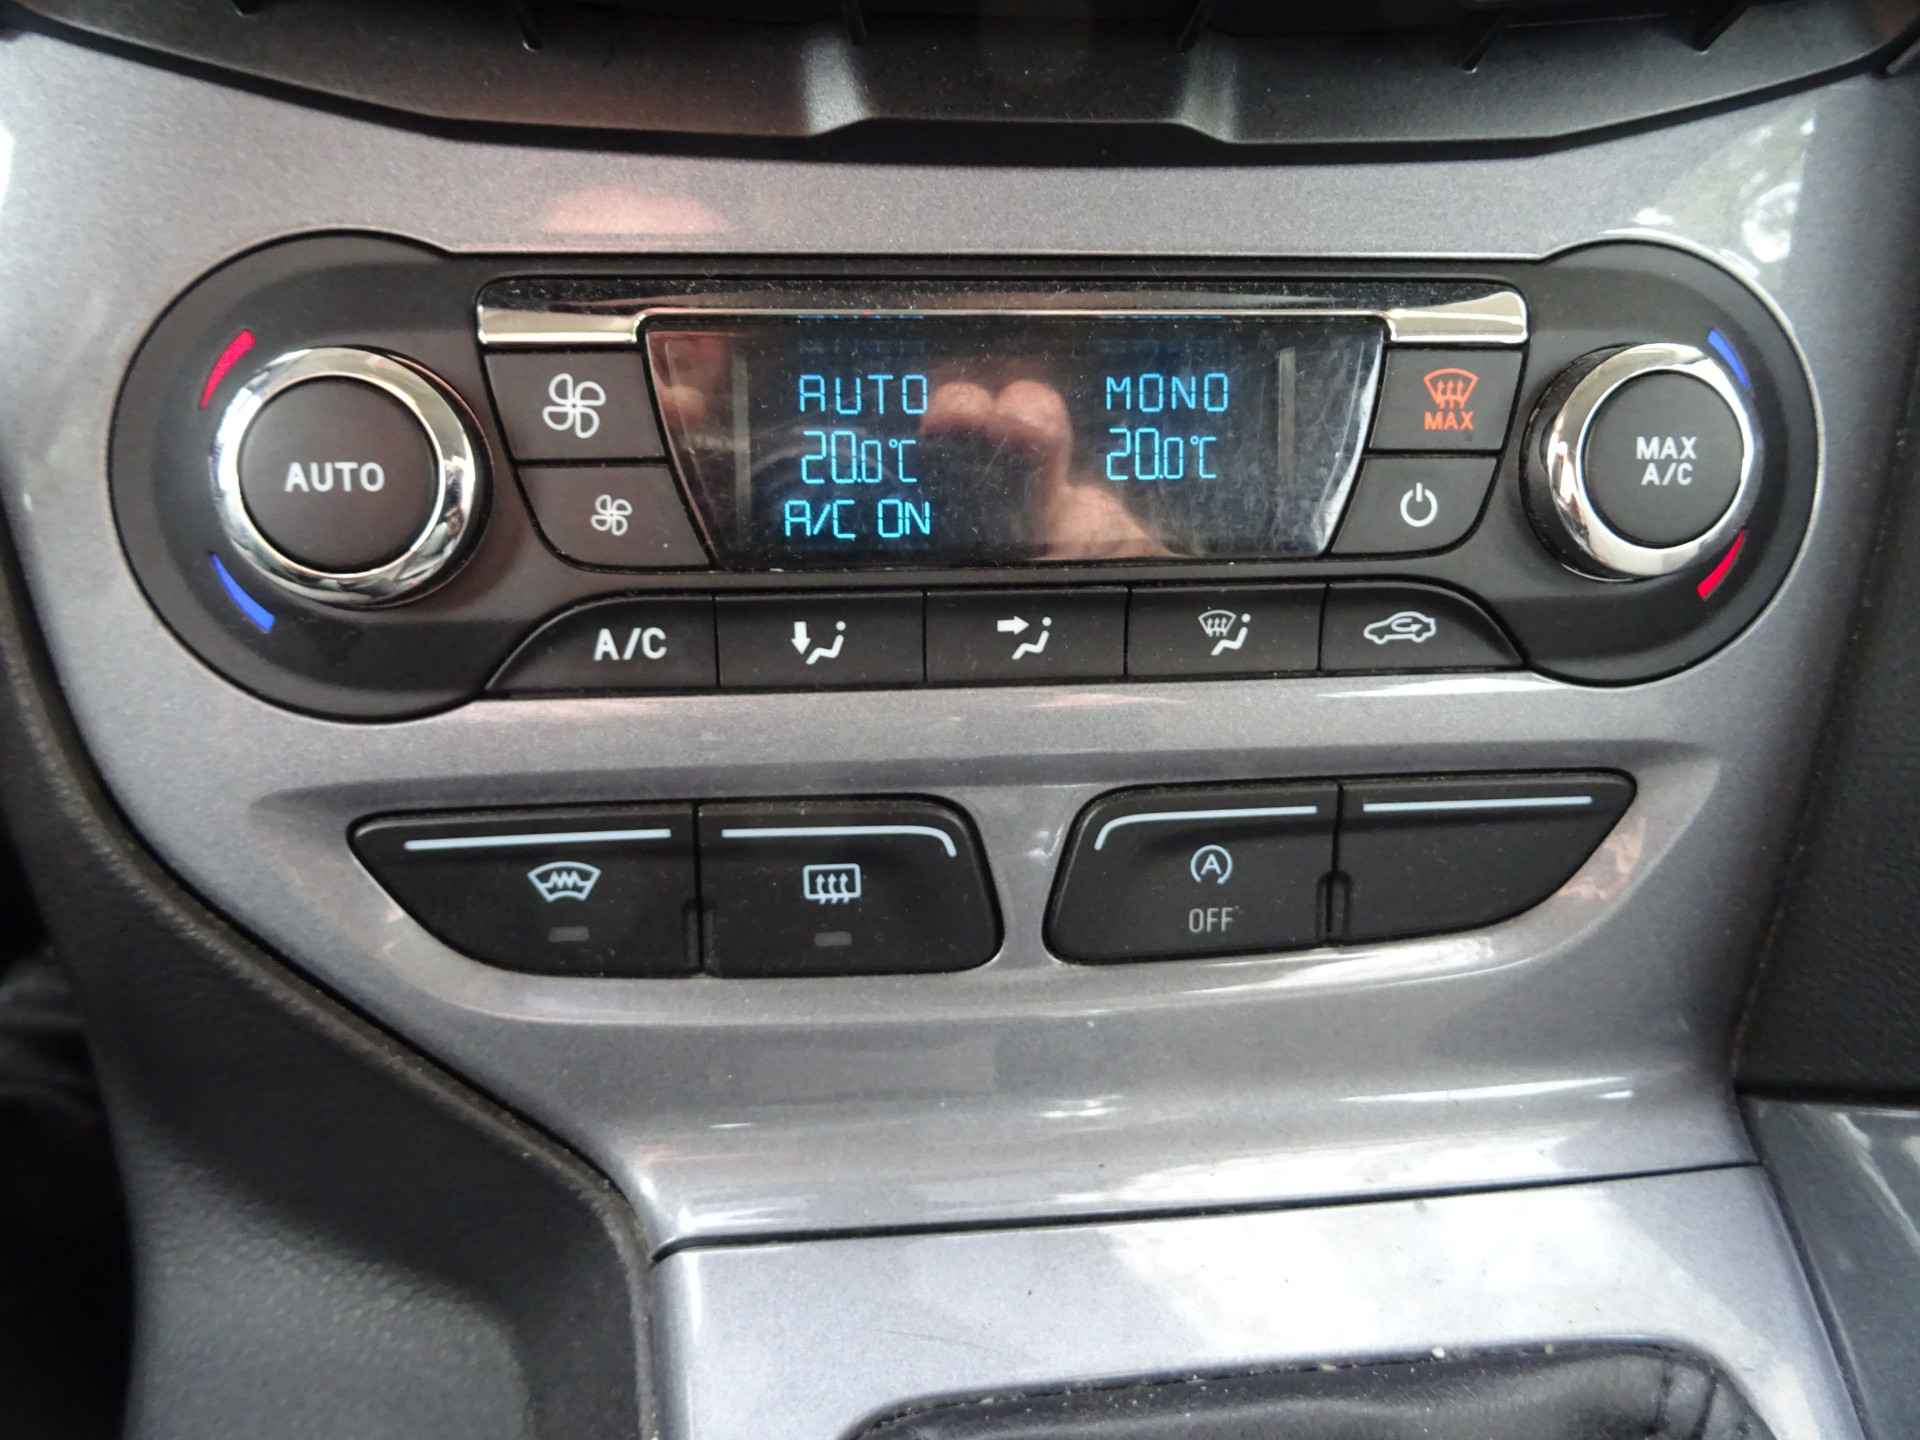 AUTO
AUTO MONO
20.0°C 20.0°C
A/C ON
MAX
MAX
A/C
A/C
A
OFF